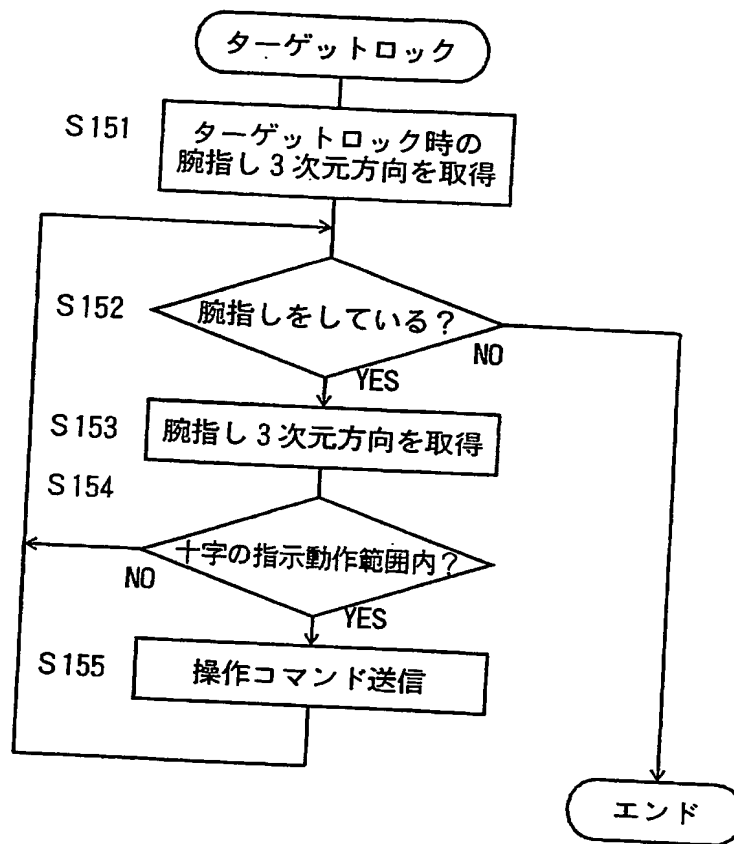 ターゲットロック
S151
ターゲットロック時の
腕指し3次元方向を取得
S152
腕指しをしている?
NO
YES
S153
腕指し3次元方向を取得
S154
十字の指示動作範囲内?
NO
YES
S155
操作コマンド送信
エンド